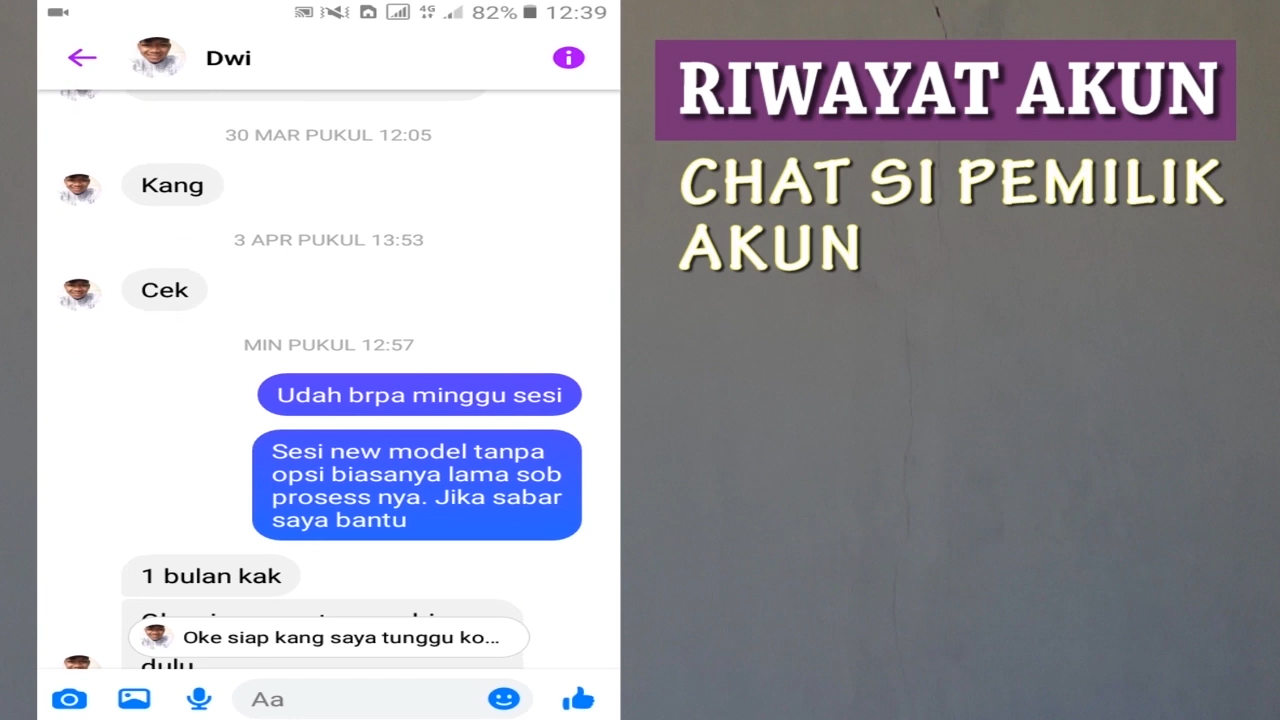 4G 82% 12:39
Dwi
30 MAR PUKUL 12:05
Kang
3 APR PUKUL 13:53
Cek
MIN PUKUL 12:57
Udah brpa minggu sesi
Sesi new model tanpa
opsi biasanya lama sob
prosess nya. Jika sabar
saya bantu
1 bulan kak
Oke siap kang saya tunggu ko...
dulu
Aa
RIWAYAT AKUN
CHAT SI PEMILIK
AKUN